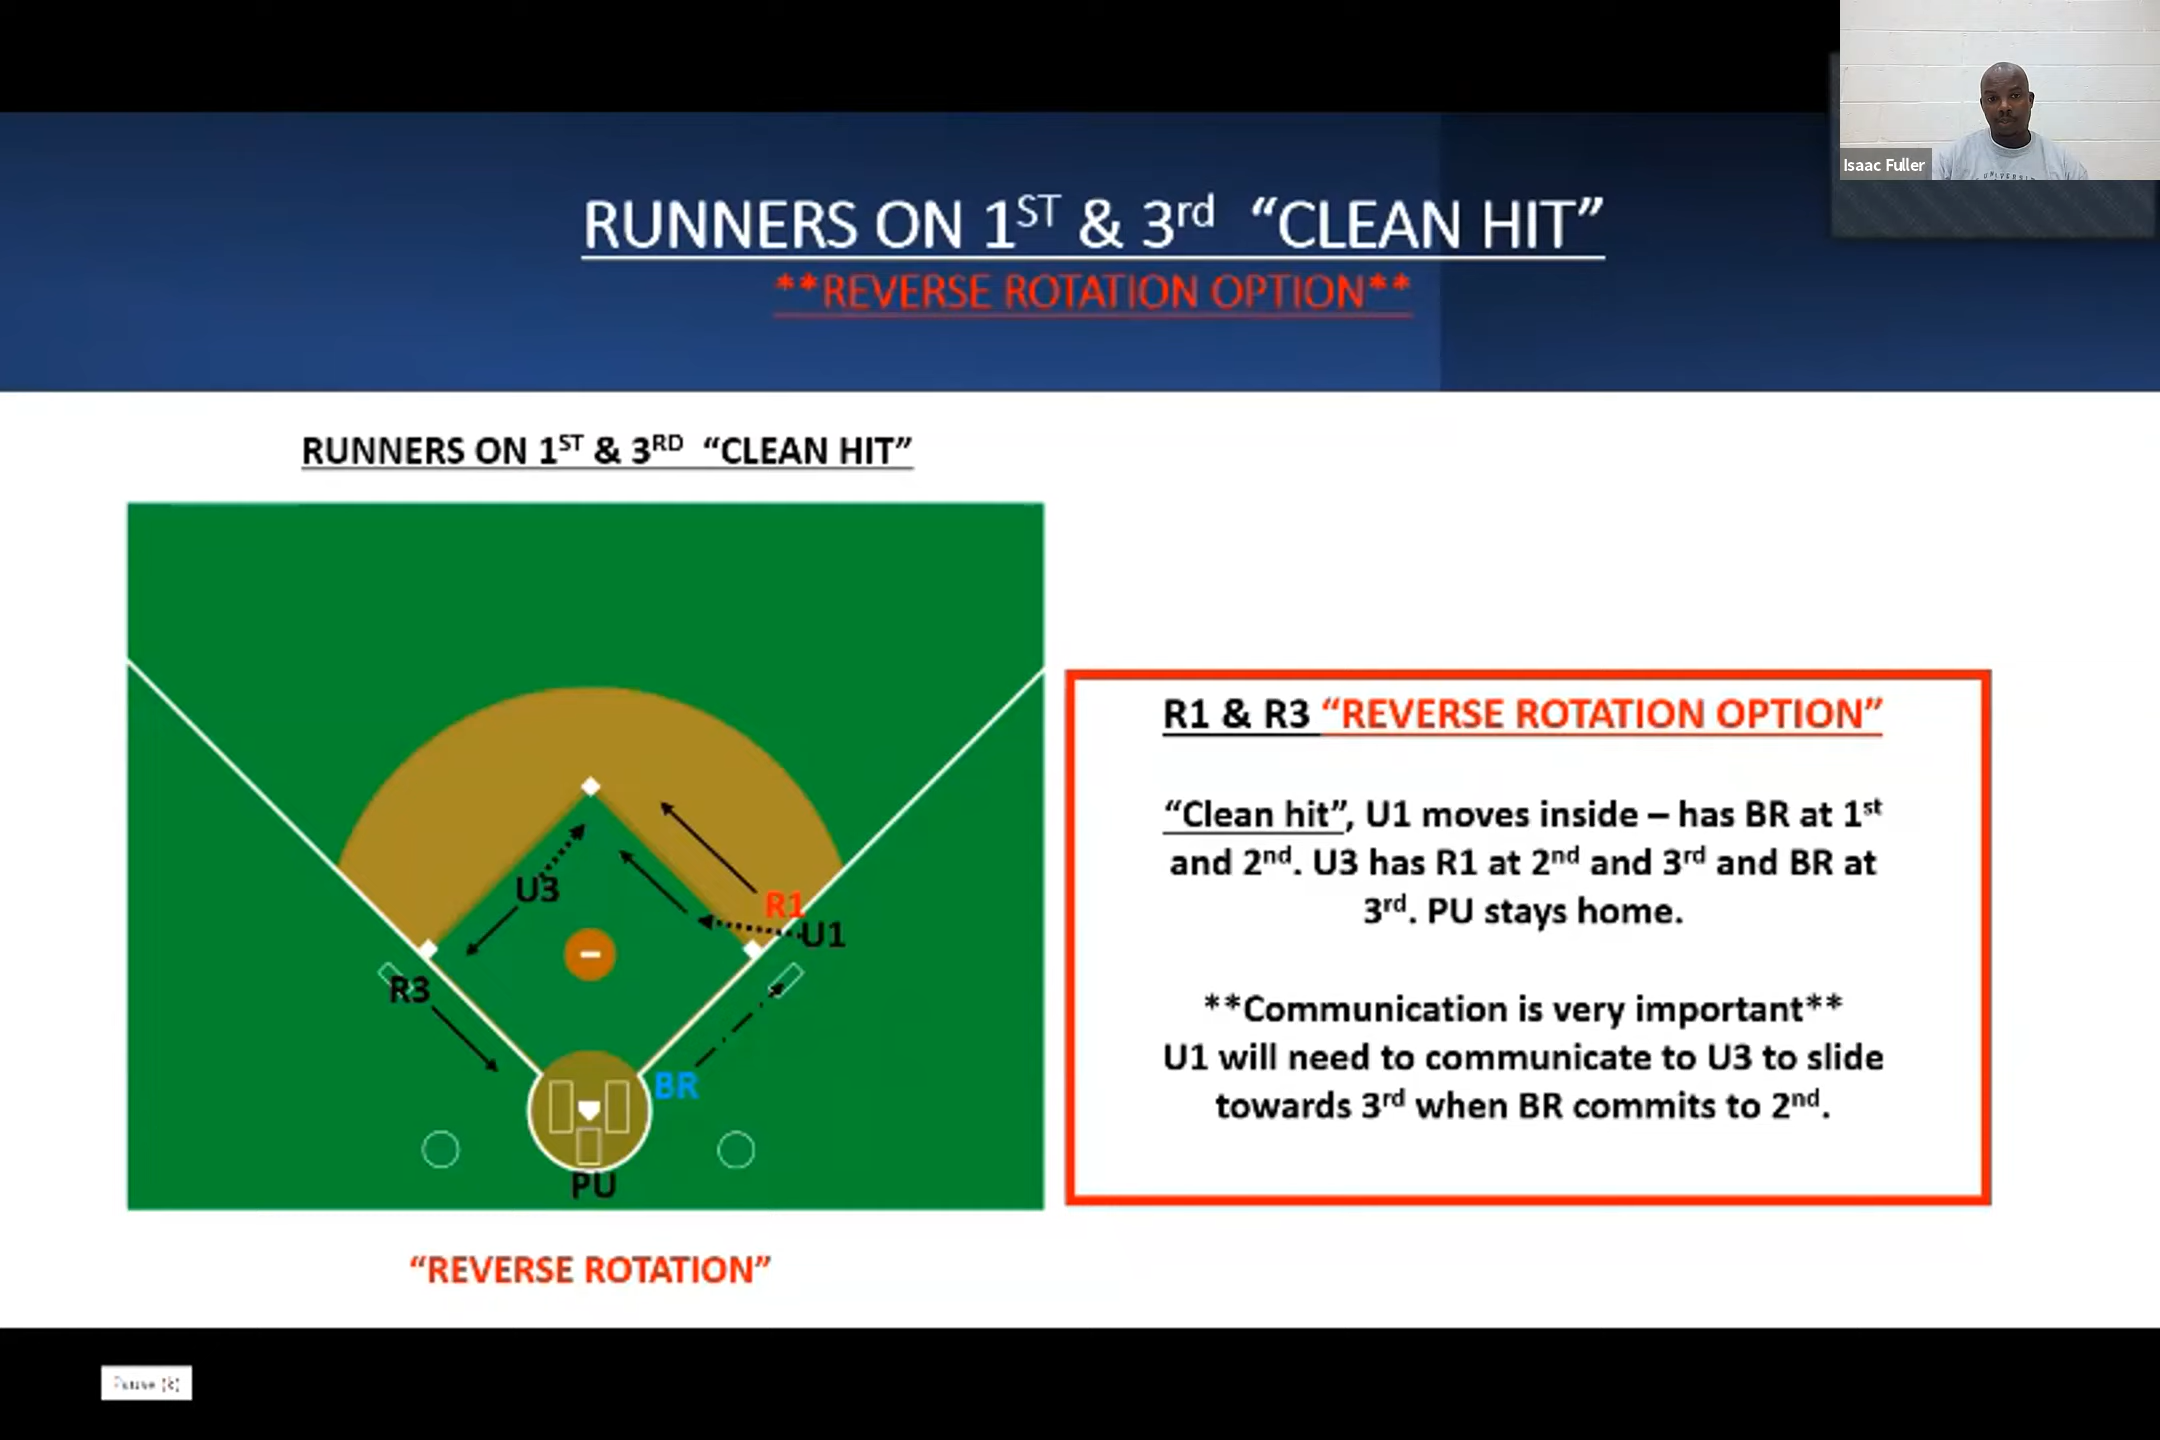 Isaac Fuller
UNIVERSI
RUNNERS ON 1ST & 3rd “CLEAN HIT”
**REVERSE ROTATION OPTION**
RUNNERS ON 1ST & 3RD “CLEAN HIT”
U3
R1
U1
R3
BR
PU
“REVERSE ROTATION”
R1 & R3 “REVERSE ROTATION OPTION”
“Clean hit”, U1 moves inside – has BR at 1st
and 2nd. U3 has R1 at 2nd and 3rd and BR at
3rd. PU stays home.
**Communication is very important**
U1 will need to communicate to U3 to slide
towards 3rd when BR commits to 2nd.
Pause (k)